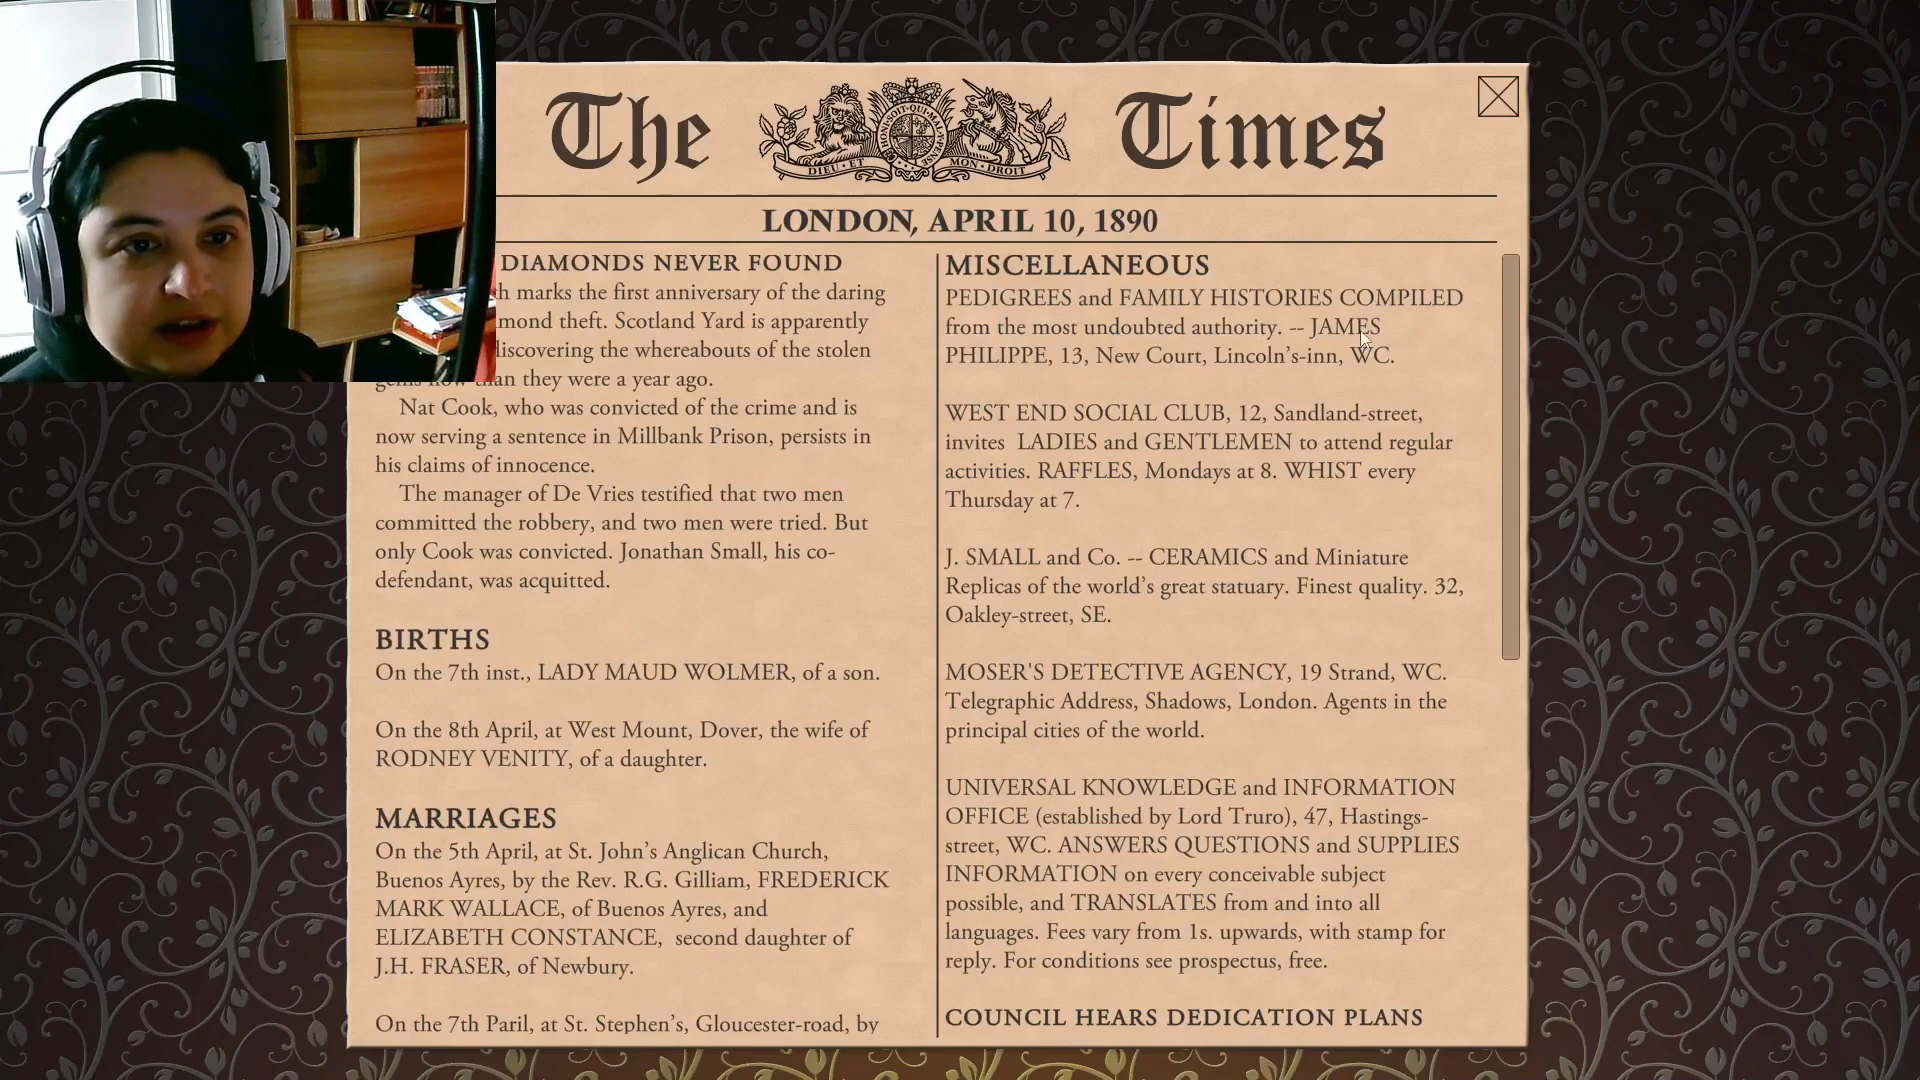 The Times
DIEU · ET MON · DROIT
LONDON, APRIL 10, 1890
DIAMONDS NEVER FOUND
marks the first anniversary of the daring
theft. Scotland Yard is apparently
the whereabouts of the stolen
they were a year ago.
Nat Cook, who was convicted of the crime and is
now serving a sentence in Millbank Prison, persists in
his claims of innocence.
The manager of De Vries testified that two men
committed the robbery, and two men were tried. But
only Cook was convicted. Jonathan Small, his co-
defendant, was acquitted.
BIRTHS
On the 7th inst., LADY MAUD WOLMER, of a son.
On the 8th April, at West Mount, Dover, the wife of
RODNEY VENITY, of a daughter.
MARRIAGES
On the 5th April, at St. John's Anglican Church,
Buenos Ayres, by the Rev. R.G. Gilliam, FREDERICK
MARK WALLACE, of Buenos Ayres, and
ELIZABETH CONSTANCE, second daughter of
J.H. FRASER, of Newbury.
On the 7th Paril, at St. Stephen's, Gloucester-road, by
MISCELLANEOUS
PEDIGREES and FAMILY HISTORIES COMPILED
from the most undoubted authority. -- JAMES
PHILIPPE, 13, New Court, Lincoln's-inn, WC.
WEST END SOCIAL CLUB, 12, Sandland-street,
invites LADIES and GENTLEMEN to attend regular
activities. RAFFLES, Mondays at 8. WHIST every
Thursday at 7.
J. SMALL and Co. -- CERAMICS and Miniature
Replicas of the world's great statuary. Finest quality. 32,
Oakley-street, SE.
MOSER'S DETECTIVE AGENCY, 19 Strand, WC.
Telegraphic Address, Shadows, London. Agents in the
principal cities of the world.
UNIVERSAL KNOWLEDGE and INFORMATION
OFFICE (established by Lord Truro), 47, Hastings-
street, WC. ANSWERS QUESTIONS and SUPPLIES
INFORMATION on every conceivable subject
possible, and TRANSLATES from and into all
languages. Fees vary from 1s. upwards, with stamp for
reply. For conditions see prospectus, free.
COUNCIL HEARS DEDICATION PLANS